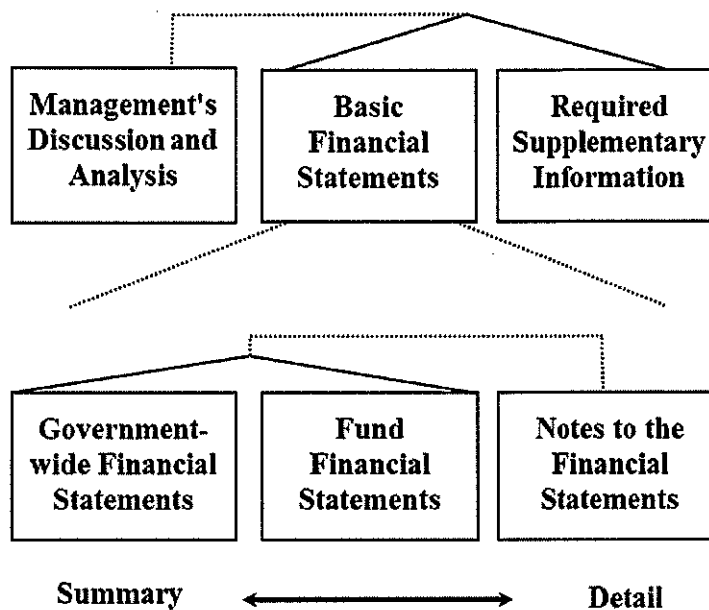 Management's
Discussion and
Analysis
Basic
Financial
Statements
Required
Supplementary
Information
Government-
wide Financial
Statements
Fund
Financial
Statements
Notes to the
Financial
Statements
Summary
Detail